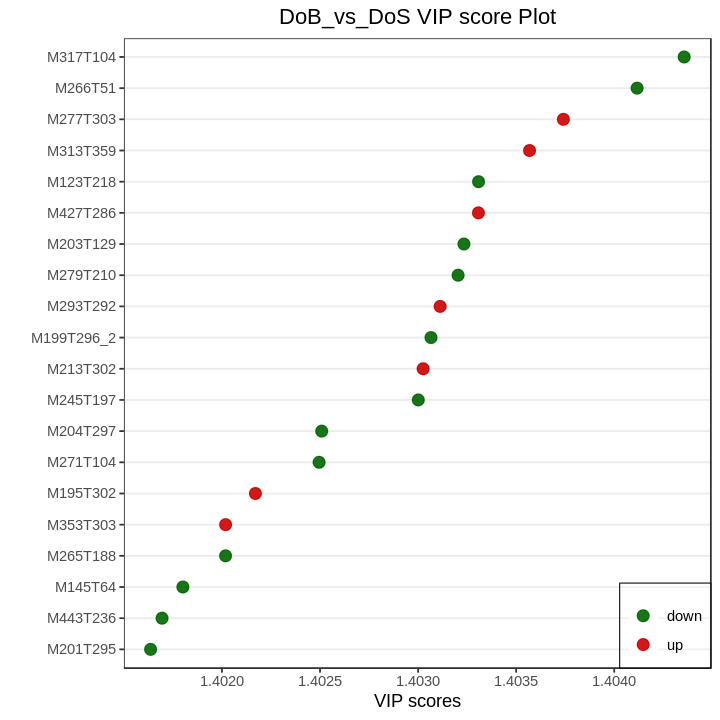 DoB_vs_DoS VIP score Plot
M317T104
M266T51
M277T303
M313T359
M123T218
M427T286
M203T129
M279T210
M293T292
M199T296_2
M213T302
M245T197
M204T297
M271T104
M195T302
M353T303
M265T188
M145T64
M443T236
M201T295
down
up
1.4020 1.4025 1.4030 1.4035 1.4040
VIP scores